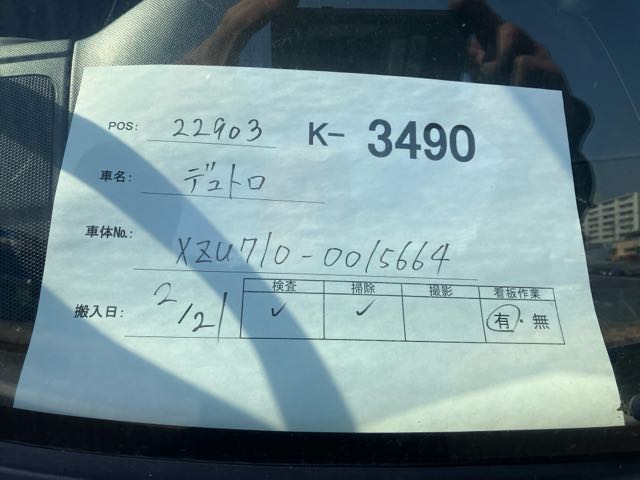 POS: 22903 K- 3490
車名: デュトロ
車体No.: XZU710-0015664
搬入日: 2/21
検査 掃除 撮影 看板作業
✓ ✓ 有・無